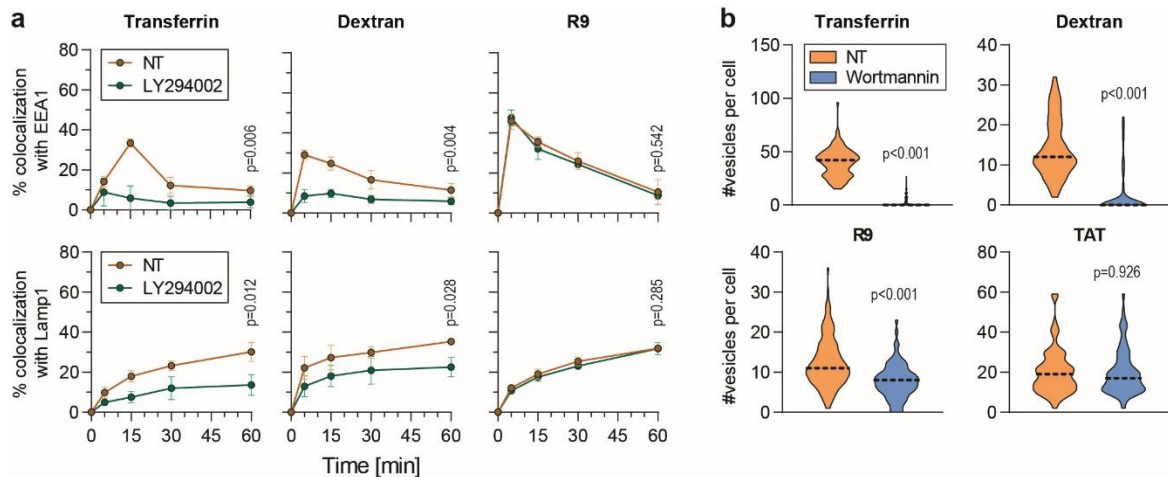 a
Transferrin
Dextran
R9
80
60
40
20
0
% colocalization
with EEA1
NT
LY294002
p=0.006
p=0.004
p=0.542
80
60
40
20
0
% colocalization
with Lamp1
NT
LY294002
p=0.012
p=0.028
p=0.285
0 15 30 45 60
0 15 30 45 60
0 15 30 45 60
Time [min]
b
Transferrin
Dextran
#vesicles per cell
150
100
50
0
NT
Wortmannin
p<0.001
40
30
20
10
0
p<0.001
R9
TAT
#vesicles per cell
40
30
20
10
0
p<0.001
80
60
40
20
0
p=0.926